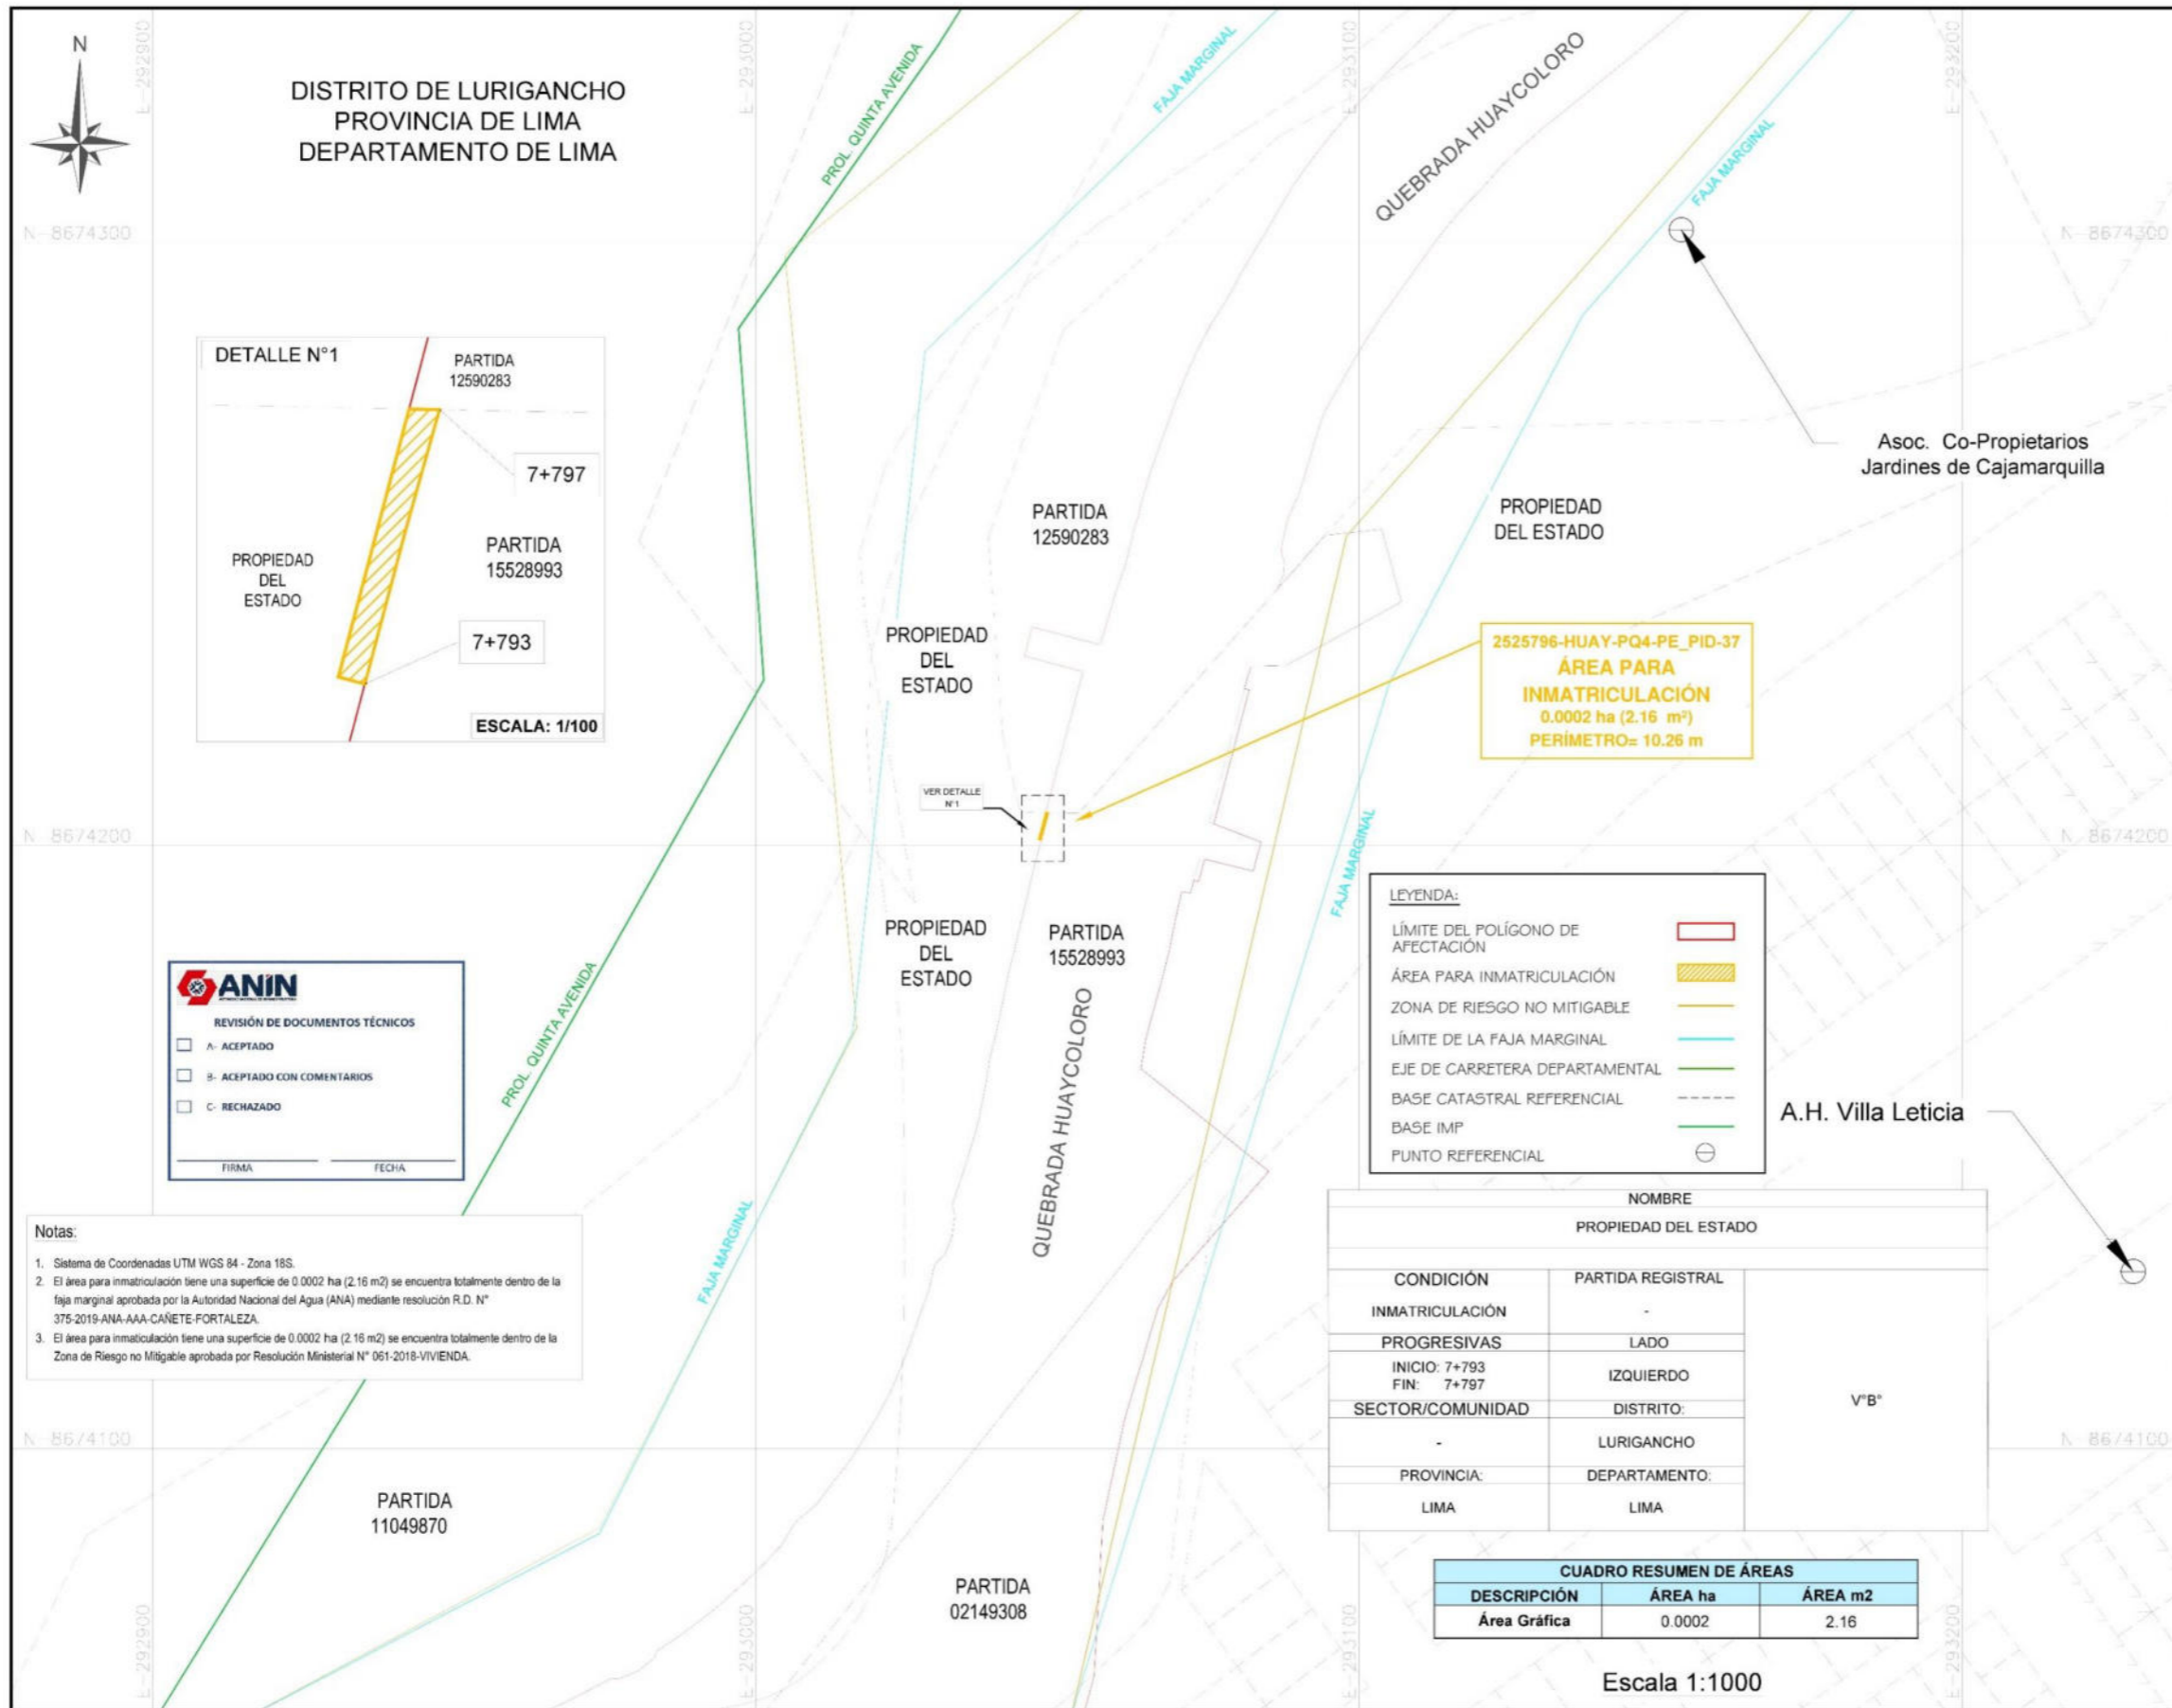 N
DISTRITO DE LURIGANCHO
PROVINCIA DE LIMA
DEPARTAMENTO DE LIMA
E-292900
E-293000
E-293100
E-293200
PROL. QUINTA AVENIDA
FAJA MARGINAL
QUEBRADA HUAYCOLORO
FAJA MARGINAL
N-8674300
N-8674300
Asoc. Co-Propietarios
Jardines de Cajamarquilla
DETALLE N°1
PARTIDA
12590283
7+797
PARTIDA
15528993
PROPIEDAD
DEL
ESTADO
7+793
ESCALA: 1/100
PARTIDA
12590283
PROPIEDAD
DEL ESTADO
PROPIEDAD
DEL
ESTADO
2525796-HUAY-PQ4-PE_PID-37
ÁREA PARA
INMATRICULACIÓN
0.0002 ha (2.16 m²)
PERÍMETRO= 10.26 m
VER DETALLE
N°1
N-8674200
N-8674200
FAJA MARGINAL
PROPIEDAD
DEL
ESTADO
PARTIDA
15528993
QUEBRADA HUAYCOLORO
PROL. QUINTA AVENIDA
FAJA MARGINAL
LEYENDA:
LÍMITE DEL POLÍGONO DE
AFECTACIÓN
ÁREA PARA INMATRICULACIÓN
ZONA DE RIESGO NO MITIGABLE
LÍMITE DE LA FAJA MARGINAL
EJE DE CARRETERA DEPARTAMENTAL
BASE CATASTRAL REFERENCIAL
BASE IMP
PUNTO REFERENCIAL
A.H. Villa Leticia
ANIN
REVISIÓN DE DOCUMENTOS TÉCNICOS
A- ACEPTADO
B- ACEPTADO CON COMENTARIOS
C- RECHAZADO
FIRMA FECHA
Notas:
1. Sistema de Coordenadas UTM WGS 84 - Zona 18S.
2. El área para inmatriculación tiene una superficie de 0.0002 ha (2.16 m2) se encuentra totalmente dentro de la
faja marginal aprobada por la Autoridad Nacional del Agua (ANA) mediante resolución R.D. N°
375-2019-ANA-AAA-CAÑETE-FORTALEZA.
3. El área para inmaticulación tiene una superficie de 0.0002 ha (2.16 m2) se encuentra totalmente dentro de la
Zona de Riesgo no Mitigable aprobada por Resolución Ministerial N° 061-2018-VIVIENDA.
NOMBRE
PROPIEDAD DEL ESTADO
CONDICIÓN PARTIDA REGISTRAL
INMATRICULACIÓN -
PROGRESIVAS LADO
INICIO: 7+793
FIN: 7+797
IZQUIERDO
V°B°
SECTOR/COMUNIDAD DISTRITO:
- LURIGANCHO
PROVINCIA: DEPARTAMENTO:
LIMA LIMA
N-8674100
N-8674100
PARTIDA
11049870
PARTIDA
02149308
CUADRO RESUMEN DE ÁREAS
DESCRIPCIÓN ÁREA ha ÁREA m2
Área Gráfica 0.0002 2.16
Escala 1:1000
E-292900
E-293000
E-293100
E-293200